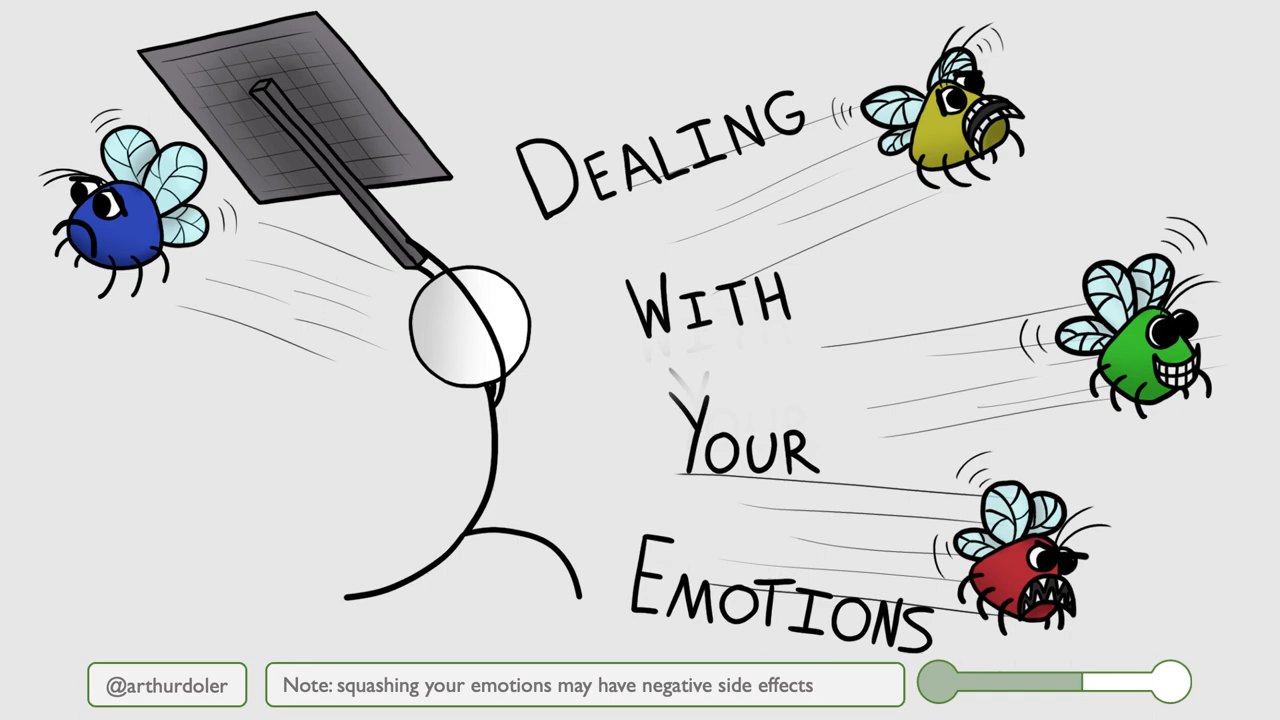 DEALING
WITH
YOUR
EMOTIONS
@arthurdoler
Note: squashing your emotions may have negative side effects